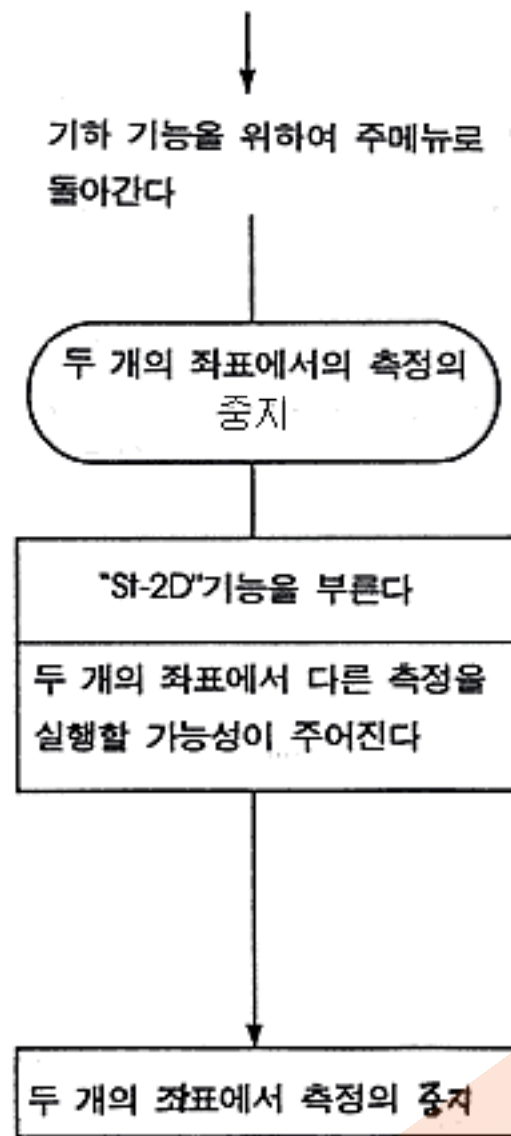 기하 기능을 위하여 주메뉴로
돌아간다
두 개의 좌표에서의 측정의
중지
"St-2D"기능을 부른다
두 개의 좌표에서 다른 측정을
실행할 가능성이 주어진다
두 개의 좌표에서 측정의 중지